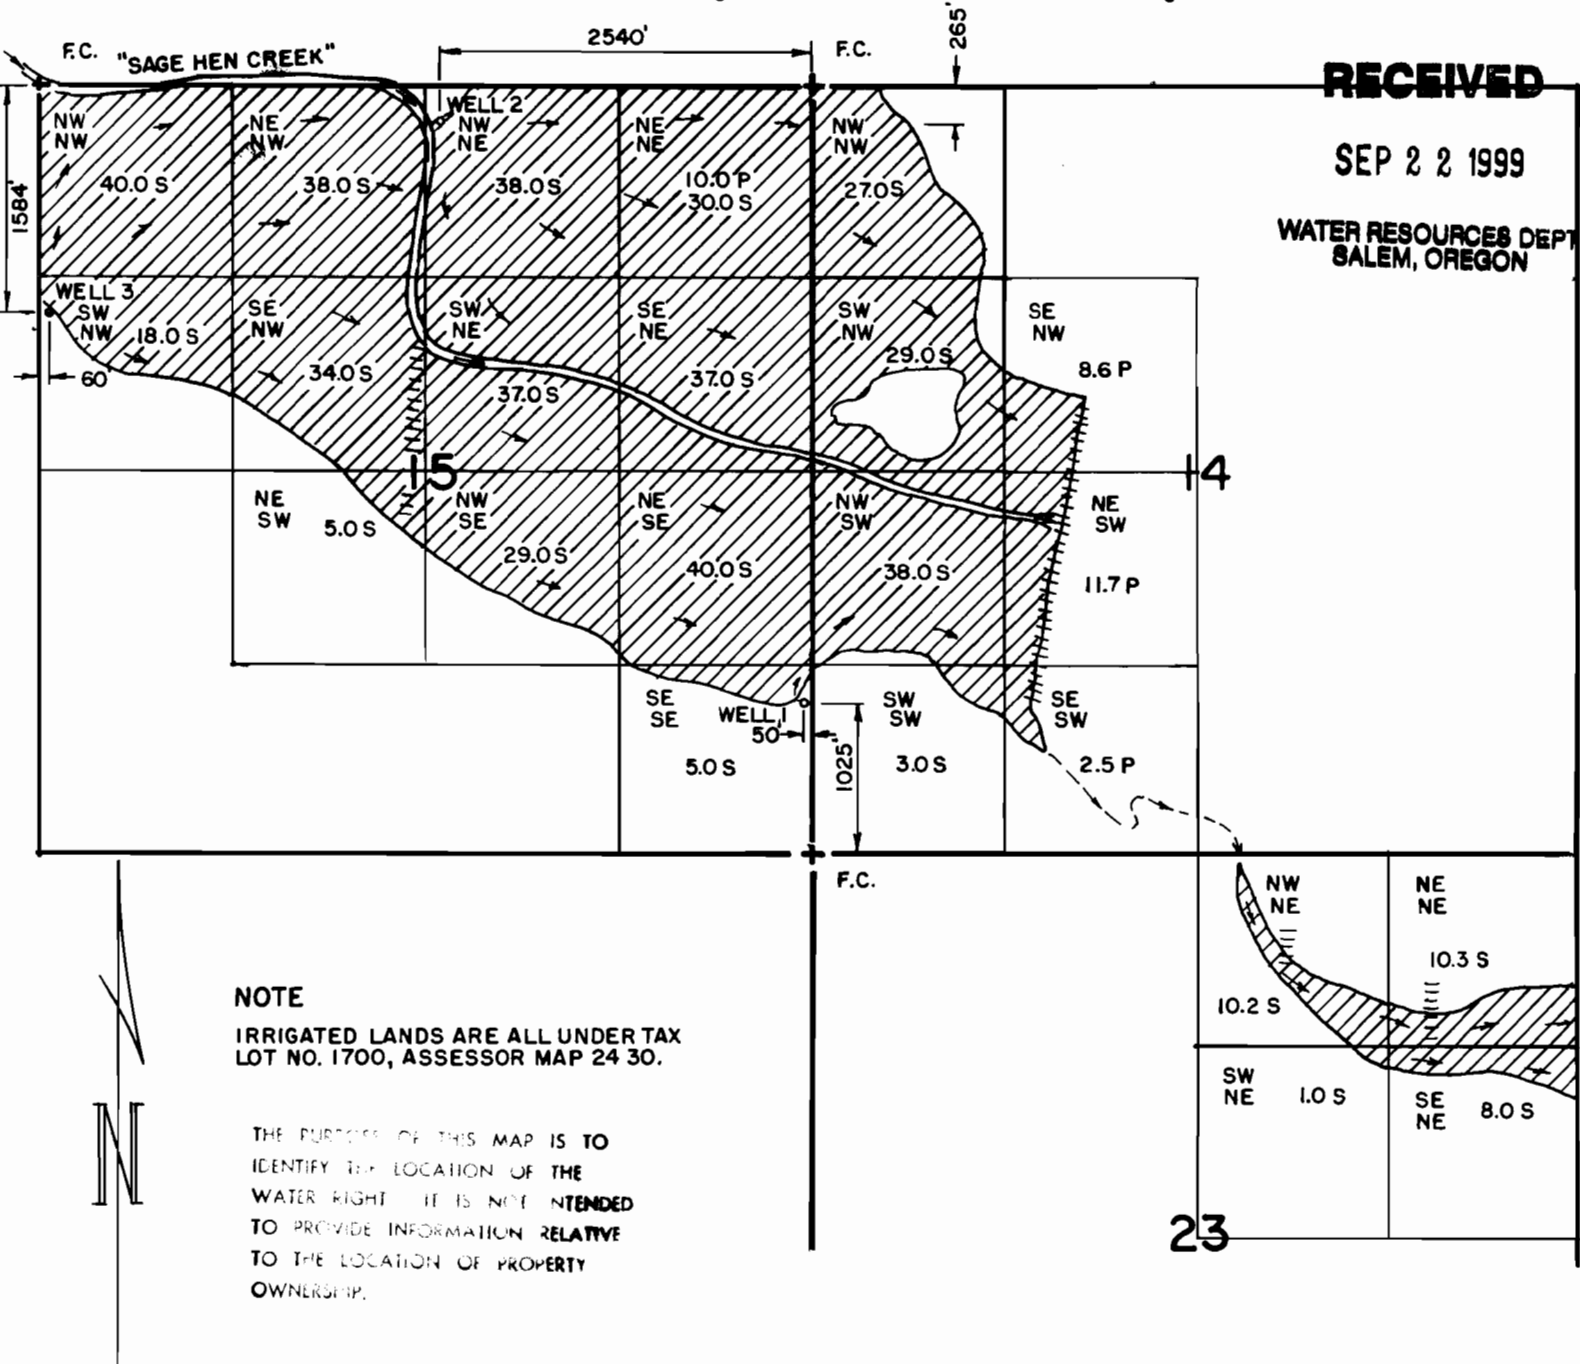 2540'
265'
F.C. "SAGE HEN CREEK"
F.C.
RECEIVED
SEP 2 2 1999
WATER RESOURCES DEPT
SALEM, OREGON
1584'
WELL 2
NW
NW
40.0 S
NE
NW
38.0 S
NW
NE
38.0 S
NE
NE
10.0 P
30.0 S
NW
NW
27.0 S
WELL 3
SW
NW
18.0 S
60'
SE
NW
34.0 S
SW
NE
37.0 S
SE
NE
37.0 S
SW
NW
29.0 S
SE
NW
8.6 P
15
14
NE
SW
5.0 S
NW
SE
29.0 S
NE
SE
40.0 S
NW
SW
38.0 S
NE
SW
11.7 P
SE
SE
5.0 S
WELL 1
50'
1025'
SW
SW
3.0 S
SE
SW
2.5 P
F.C.
NW
NE
10.2 S
NE
NE
10.3 S
SW
NE
1.0 S
SE
NE
8.0 S
23
NOTE
IRRIGATED LANDS ARE ALL UNDER TAX
LOT NO. 1700, ASSESSOR MAP 24 30.
N
THE PURPOSE OF THIS MAP IS TO
IDENTIFY THE LOCATION OF THE
WATER RIGHT IT IS NOT NTENDED
TO PROVIDE INFORMATION RELATIVE
TO THE LOCATION OF PROPERTY
OWNERSHIP.